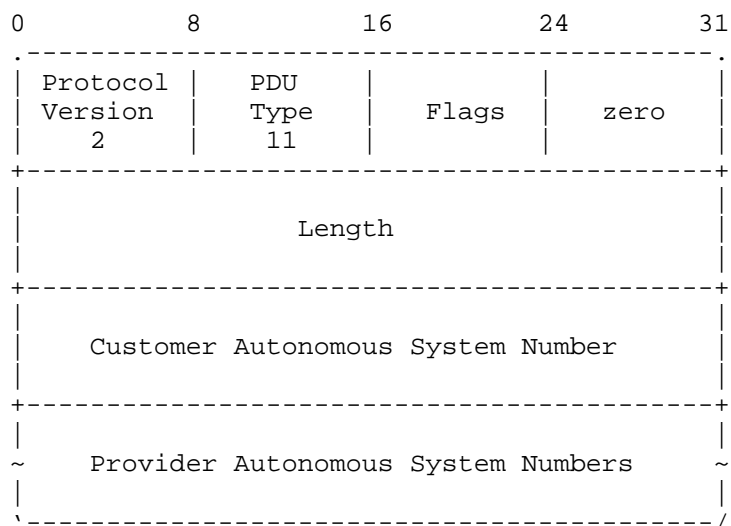 0 8 16 24 31
.-------------------------------------------.
| Protocol | PDU | | |
| Version | Type | Flags | zero |
| 2 | 11 | | |
+-------------------------------------------+
| |
| Length |
| |
+-------------------------------------------+
| |
| Customer Autonomous System Number |
| |
+-------------------------------------------+
| |
~ Provider Autonomous System Numbers ~
| |
`-------------------------------------------/